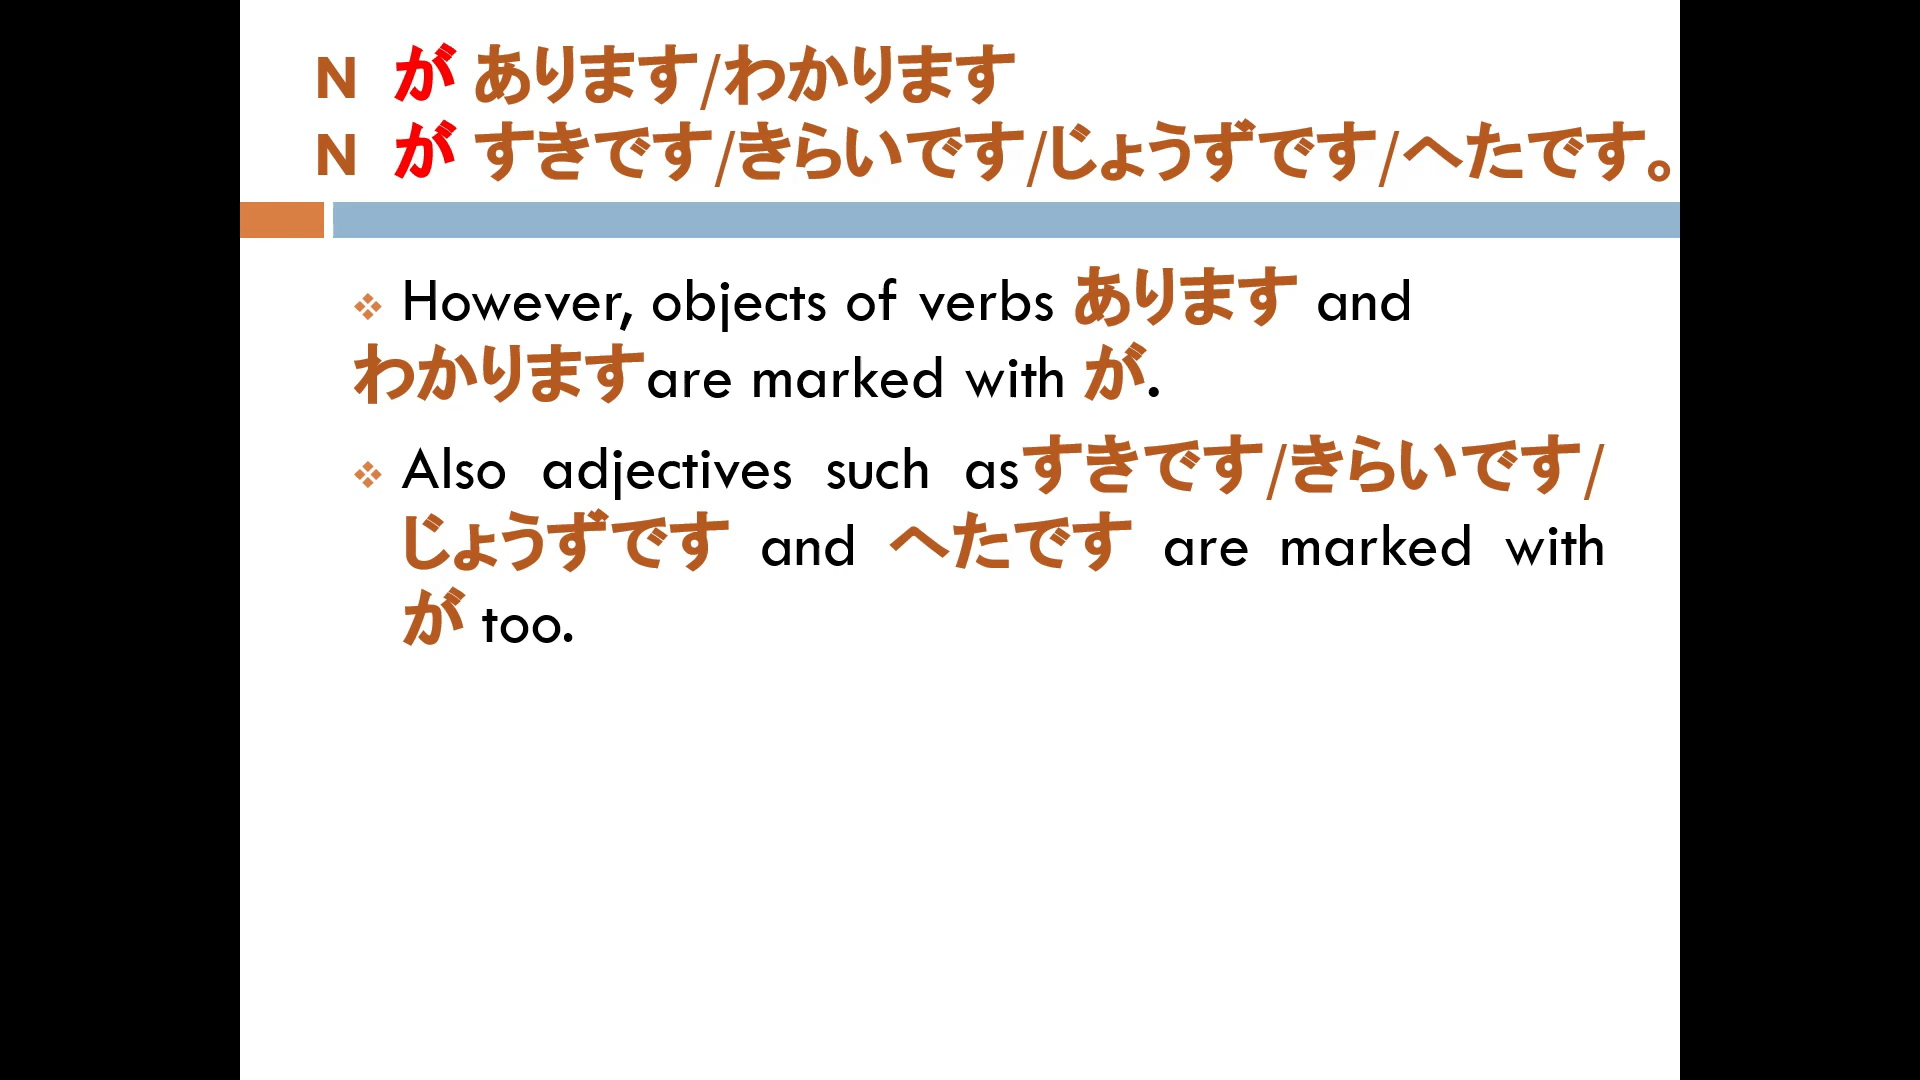 N が あります/わかります
N が すきです/きらいです/じょうずです/へたです。
However, objects of verbs あります and
わかりますare marked with が.
Also adjectives such asすきです/きらいです/
じょうずです and へたです are marked with
が too.